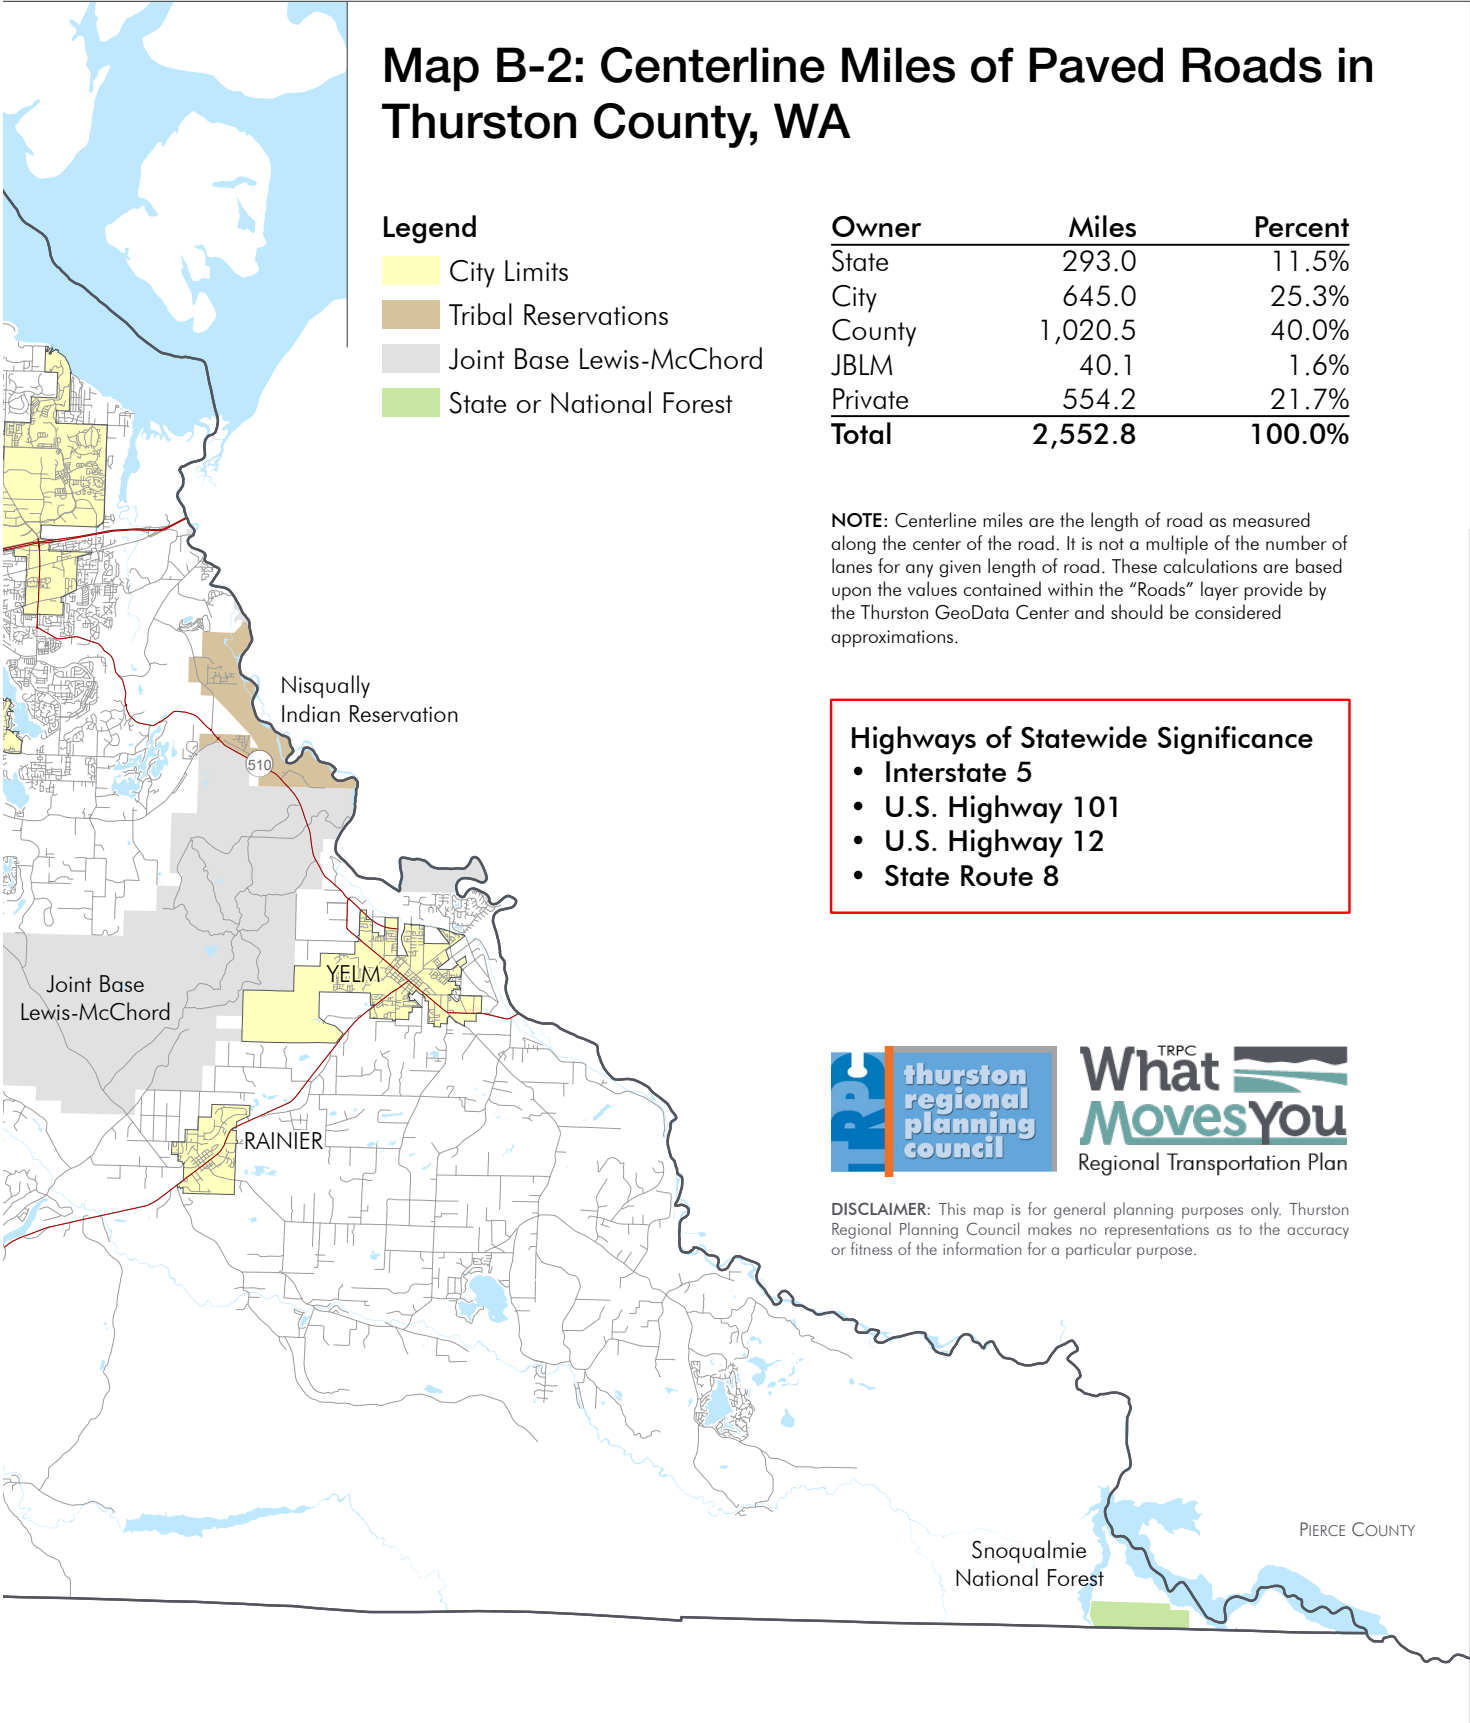 Map B-2: Centerline Miles of Paved Roads in
Thurston County, WA
Legend
City Limits
Tribal Reservations
Joint Base Lewis-McChord
State or National Forest
Owner Miles Percent
State 293.0 11.5%
City 645.0 25.3%
County 1,020.5 40.0%
JBLM 40.1 1.6%
Private 554.2 21.7%
Total 2,552.8 100.0%
NOTE: Centerline miles are the length of road as measured
along the center of the road. It is not a multiple of the number of
lanes for any given length of road. These calculations are based
upon the values contained within the “Roads” layer provide by
the Thurston GeoData Center and should be considered
approximations.
Nisqually
Indian Reservation
510
Highways of Statewide Significance
• Interstate 5
• U.S. Highway 101
• U.S. Highway 12
• State Route 8
YELM
Joint Base
Lewis-McChord
RAINIER
TRPC
thurston
regional
planning
council
TRPC
What
MovesYou
Regional Transportation Plan
DISCLAIMER: This map is for general planning purposes only. Thurston
Regional Planning Council makes no representations as to the accuracy
or fitness of the information for a particular purpose.
PIERCE COUNTY
Snoqualmie
National Forest